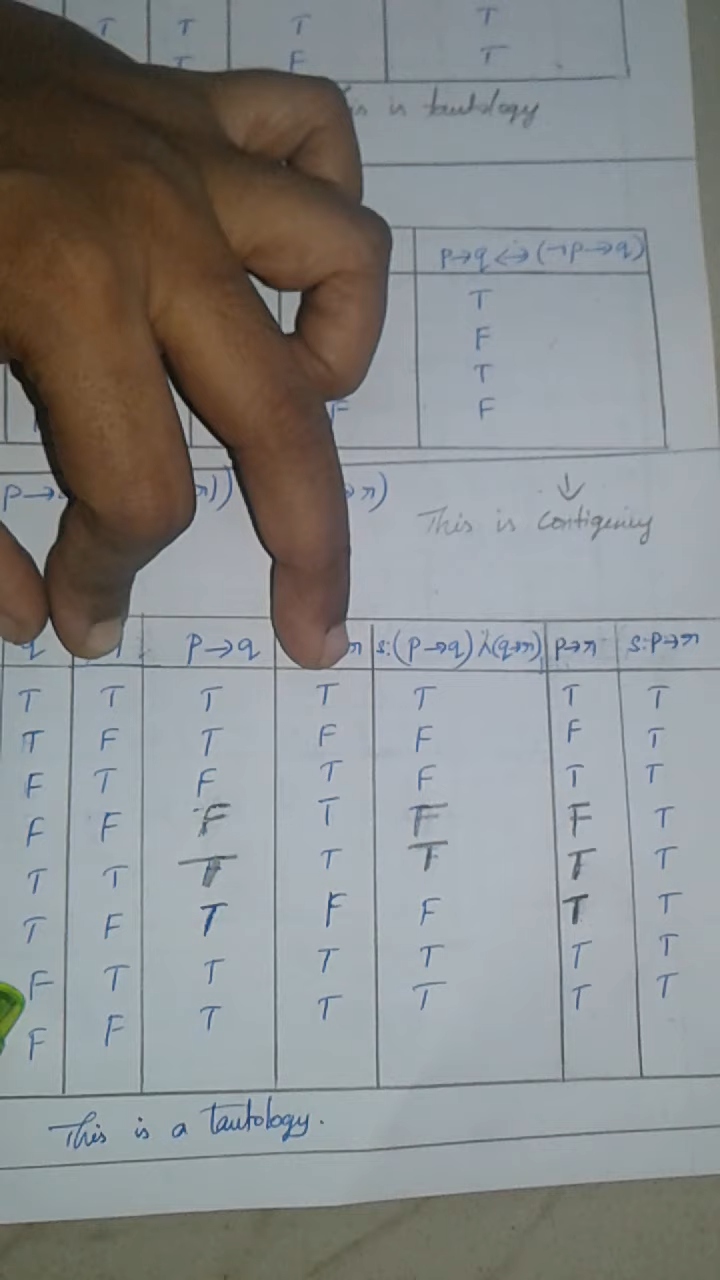 T T T T
T F T
is tautology
p→q <-> (¬p→q)
T
F
T
F F
p→
↓
This is Contigency
q p→q s:(p→q)∧(q→r) p→r s:p→r
T T T T T T T
T F T F F F T
F T F T F T T
F F F T F F T
T T T T T T T
T F T F F T T
F T T T T T T
F F T T T T T
This is a tautology.